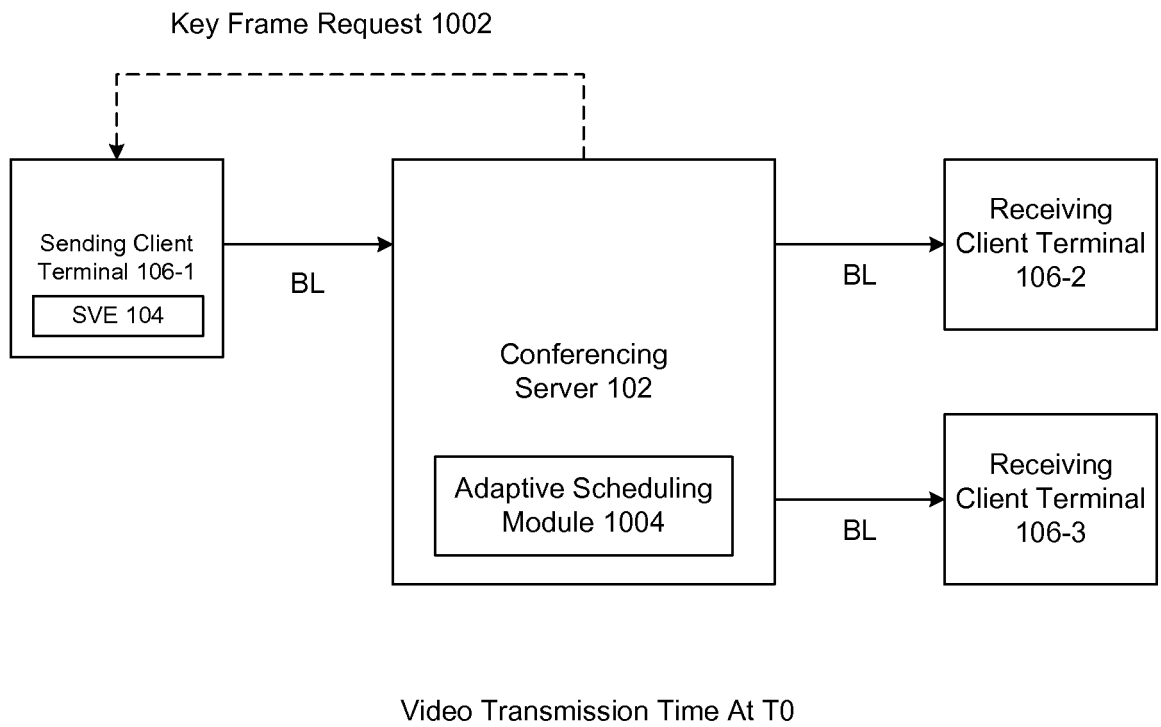 Key Frame Request 1002
Sending Client
Terminal 106-1
SVE 104
BL
Conferencing
Server 102
Adaptive Scheduling
Module 1004
BL
Receiving
Client Terminal
106-2
BL
Receiving
Client Terminal
106-3
Video Transmission Time At T0